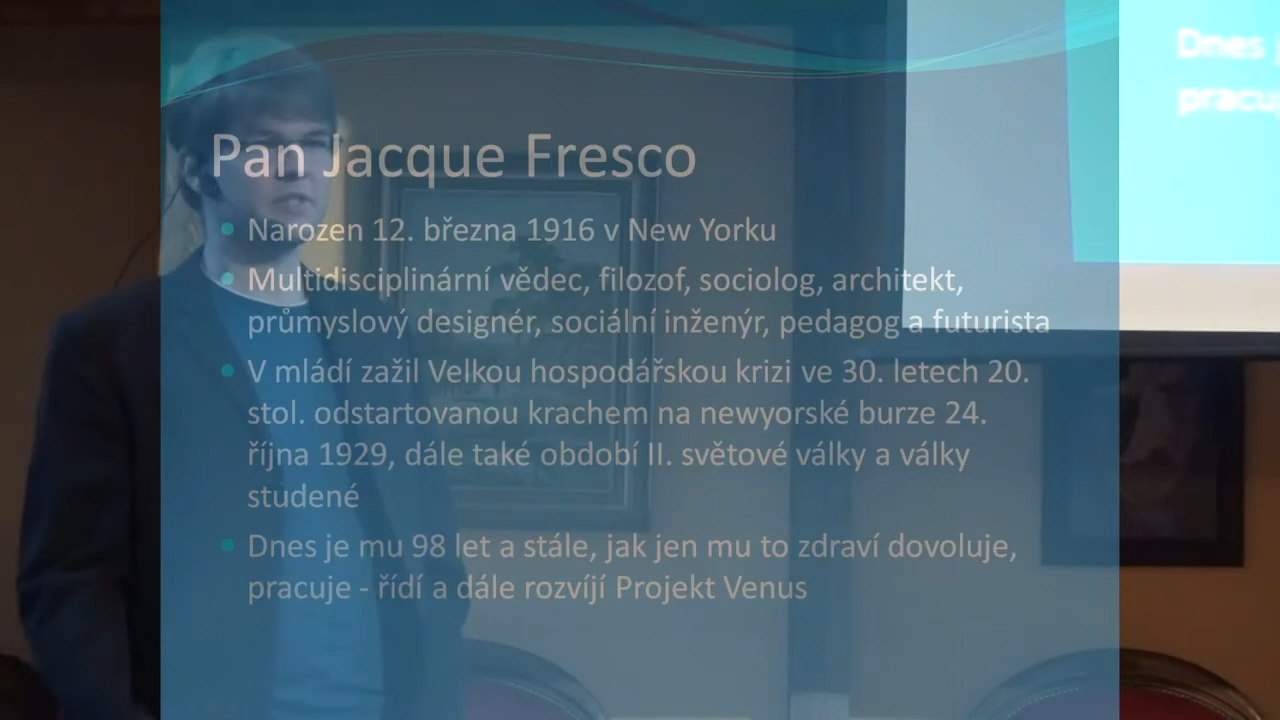 Dnes
pracu
Pan Jacque Fresco
Narozen 12. března 1916 v New Yorku
Multidisciplinární vědec, filozof, sociolog, architekt,
průmyslový designér, sociální inženýr, pedagog a futurista
V mládí zažil Velkou hospodářskou krizi ve 30. letech 20.
stol. odstartovanou krachem na newyorské burze 24.
října 1929, dále také období II. světové války a války
studené
Dnes je mu 98 let a stále, jak jen mu to zdraví dovoluje,
pracuje - řídí a dále rozvíjí Projekt Venus